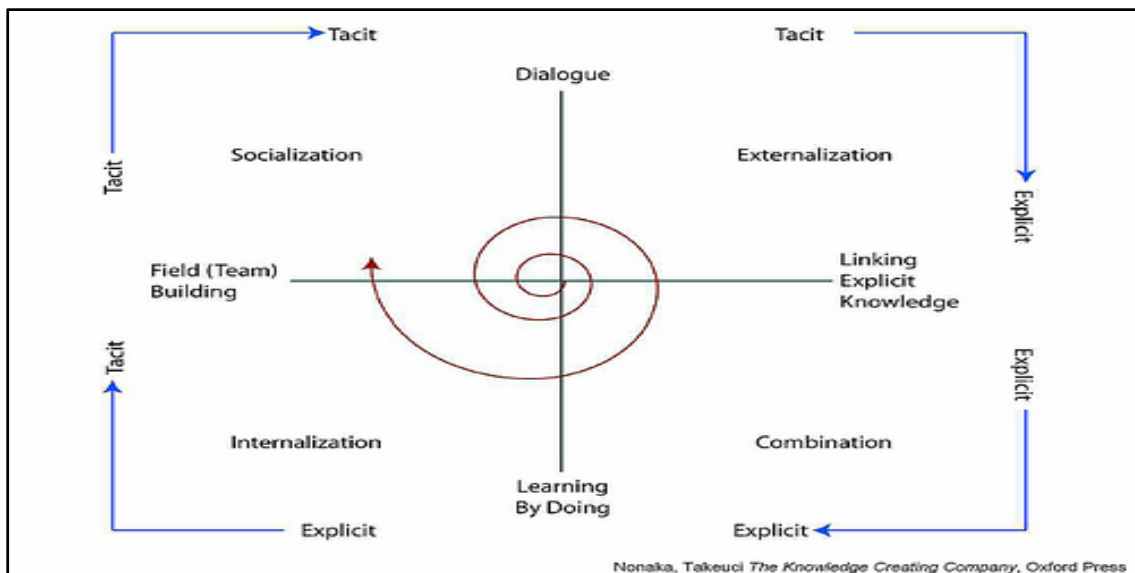 Tacit
Tacit
Dialogue
Socialization
Externalization
Tacit
Explicit
Field (Team)
Building
Linking
Explicit
Knowledge
Tacit
Explicit
Internalization
Combination
Learning
By Doing
Explicit
Explicit
Nonaka, Takeuci The Knowledge Creating Company, Oxford Press